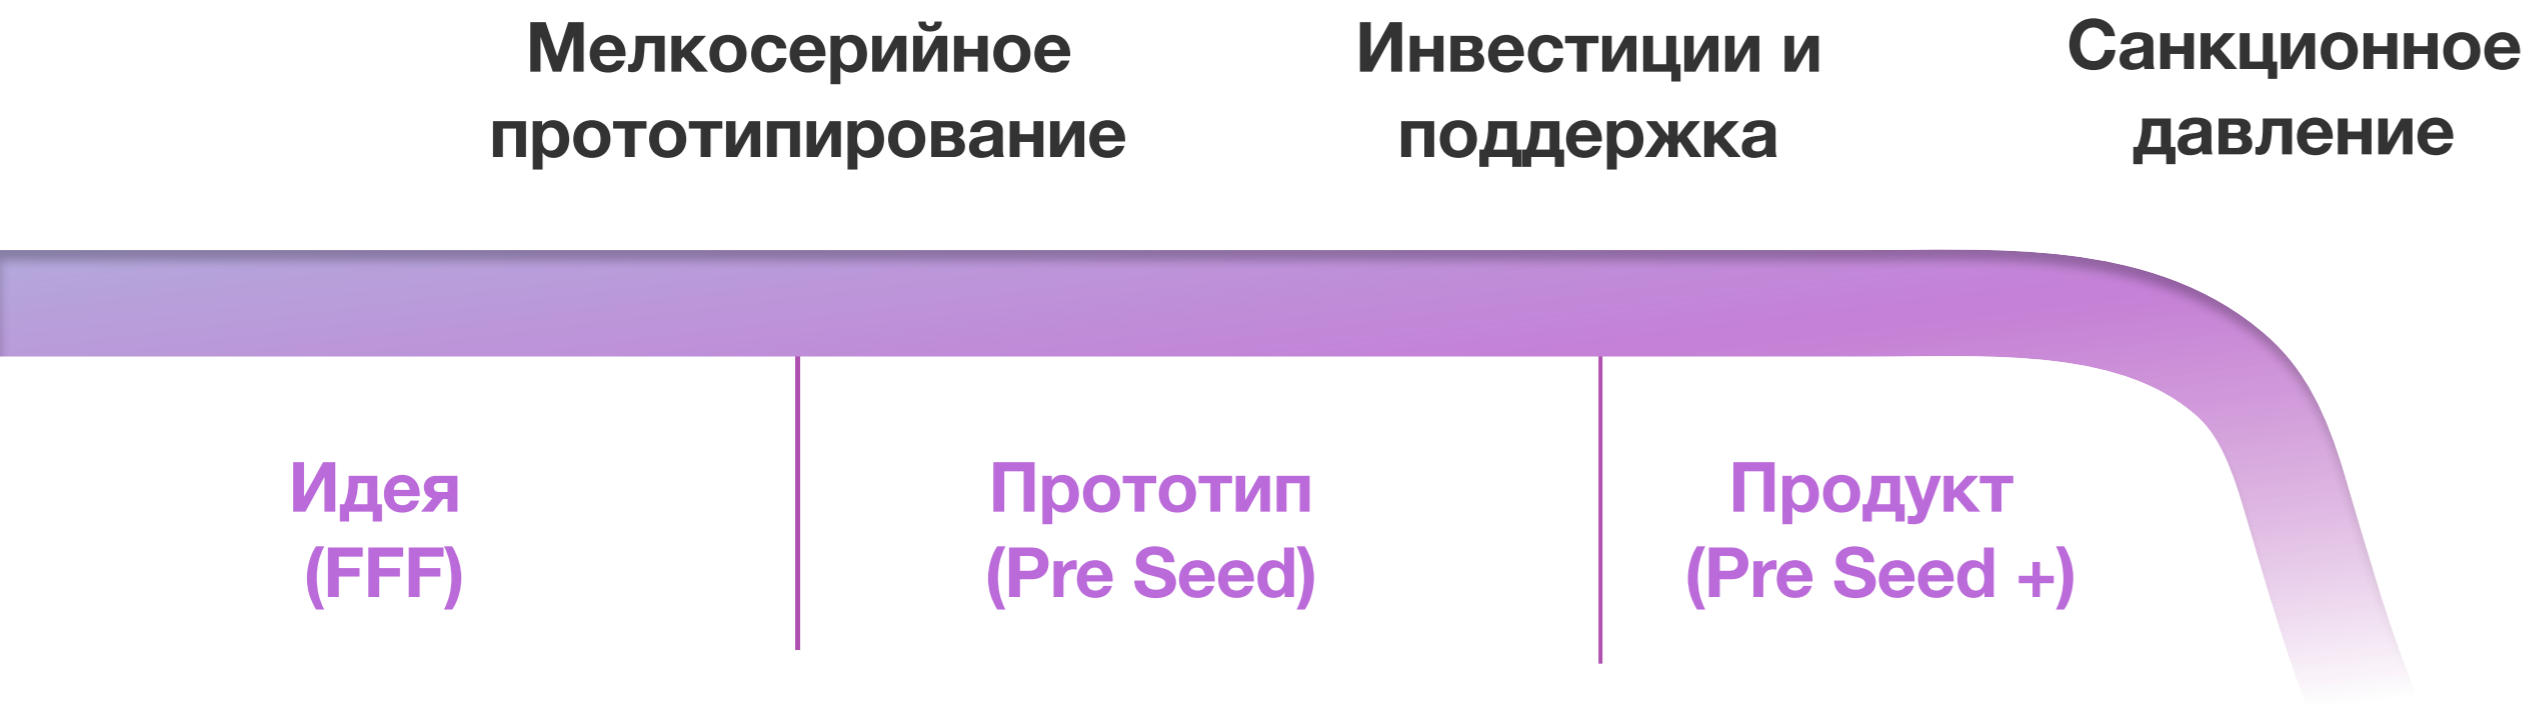 Мелкосерийное
прототипирование
Инвестиции и
поддержка
Санкционное
давление
Идея
(FFF)
Прототип
(Pre Seed)
Продукт
(Pre Seed +)